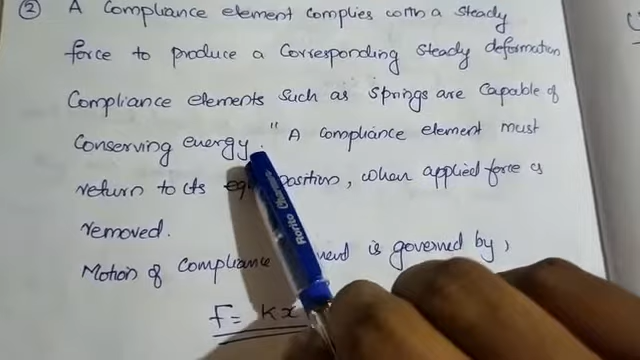 ② A compliance element complies with a steady
force to produce a corresponding steady deformation
Compliance elements such as springs are capable of
conserving energy. " A compliance element must
return to its position, when applied force is
removed.
Motion of compliance is governed by,
F = Kx
Rorito